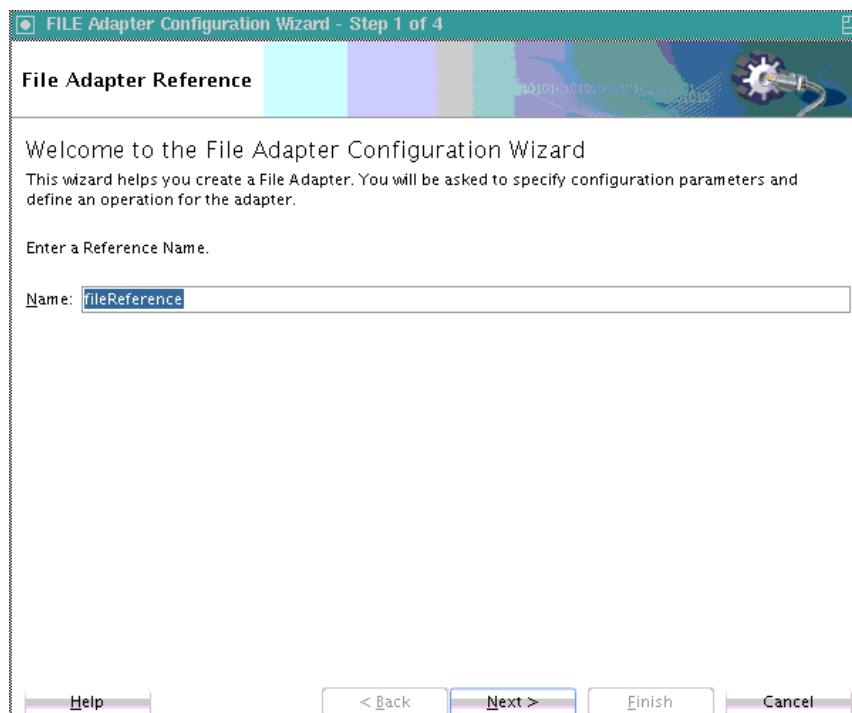 FILE Adapter Configuration Wizard - Step 1 of 4
File Adapter Reference
Welcome to the File Adapter Configuration Wizard
This wizard helps you create a File Adapter. You will be asked to specify configuration parameters and
define an operation for the adapter.
Enter a Reference Name.
Name: fileReference
Help < Back Next > Finish Cancel